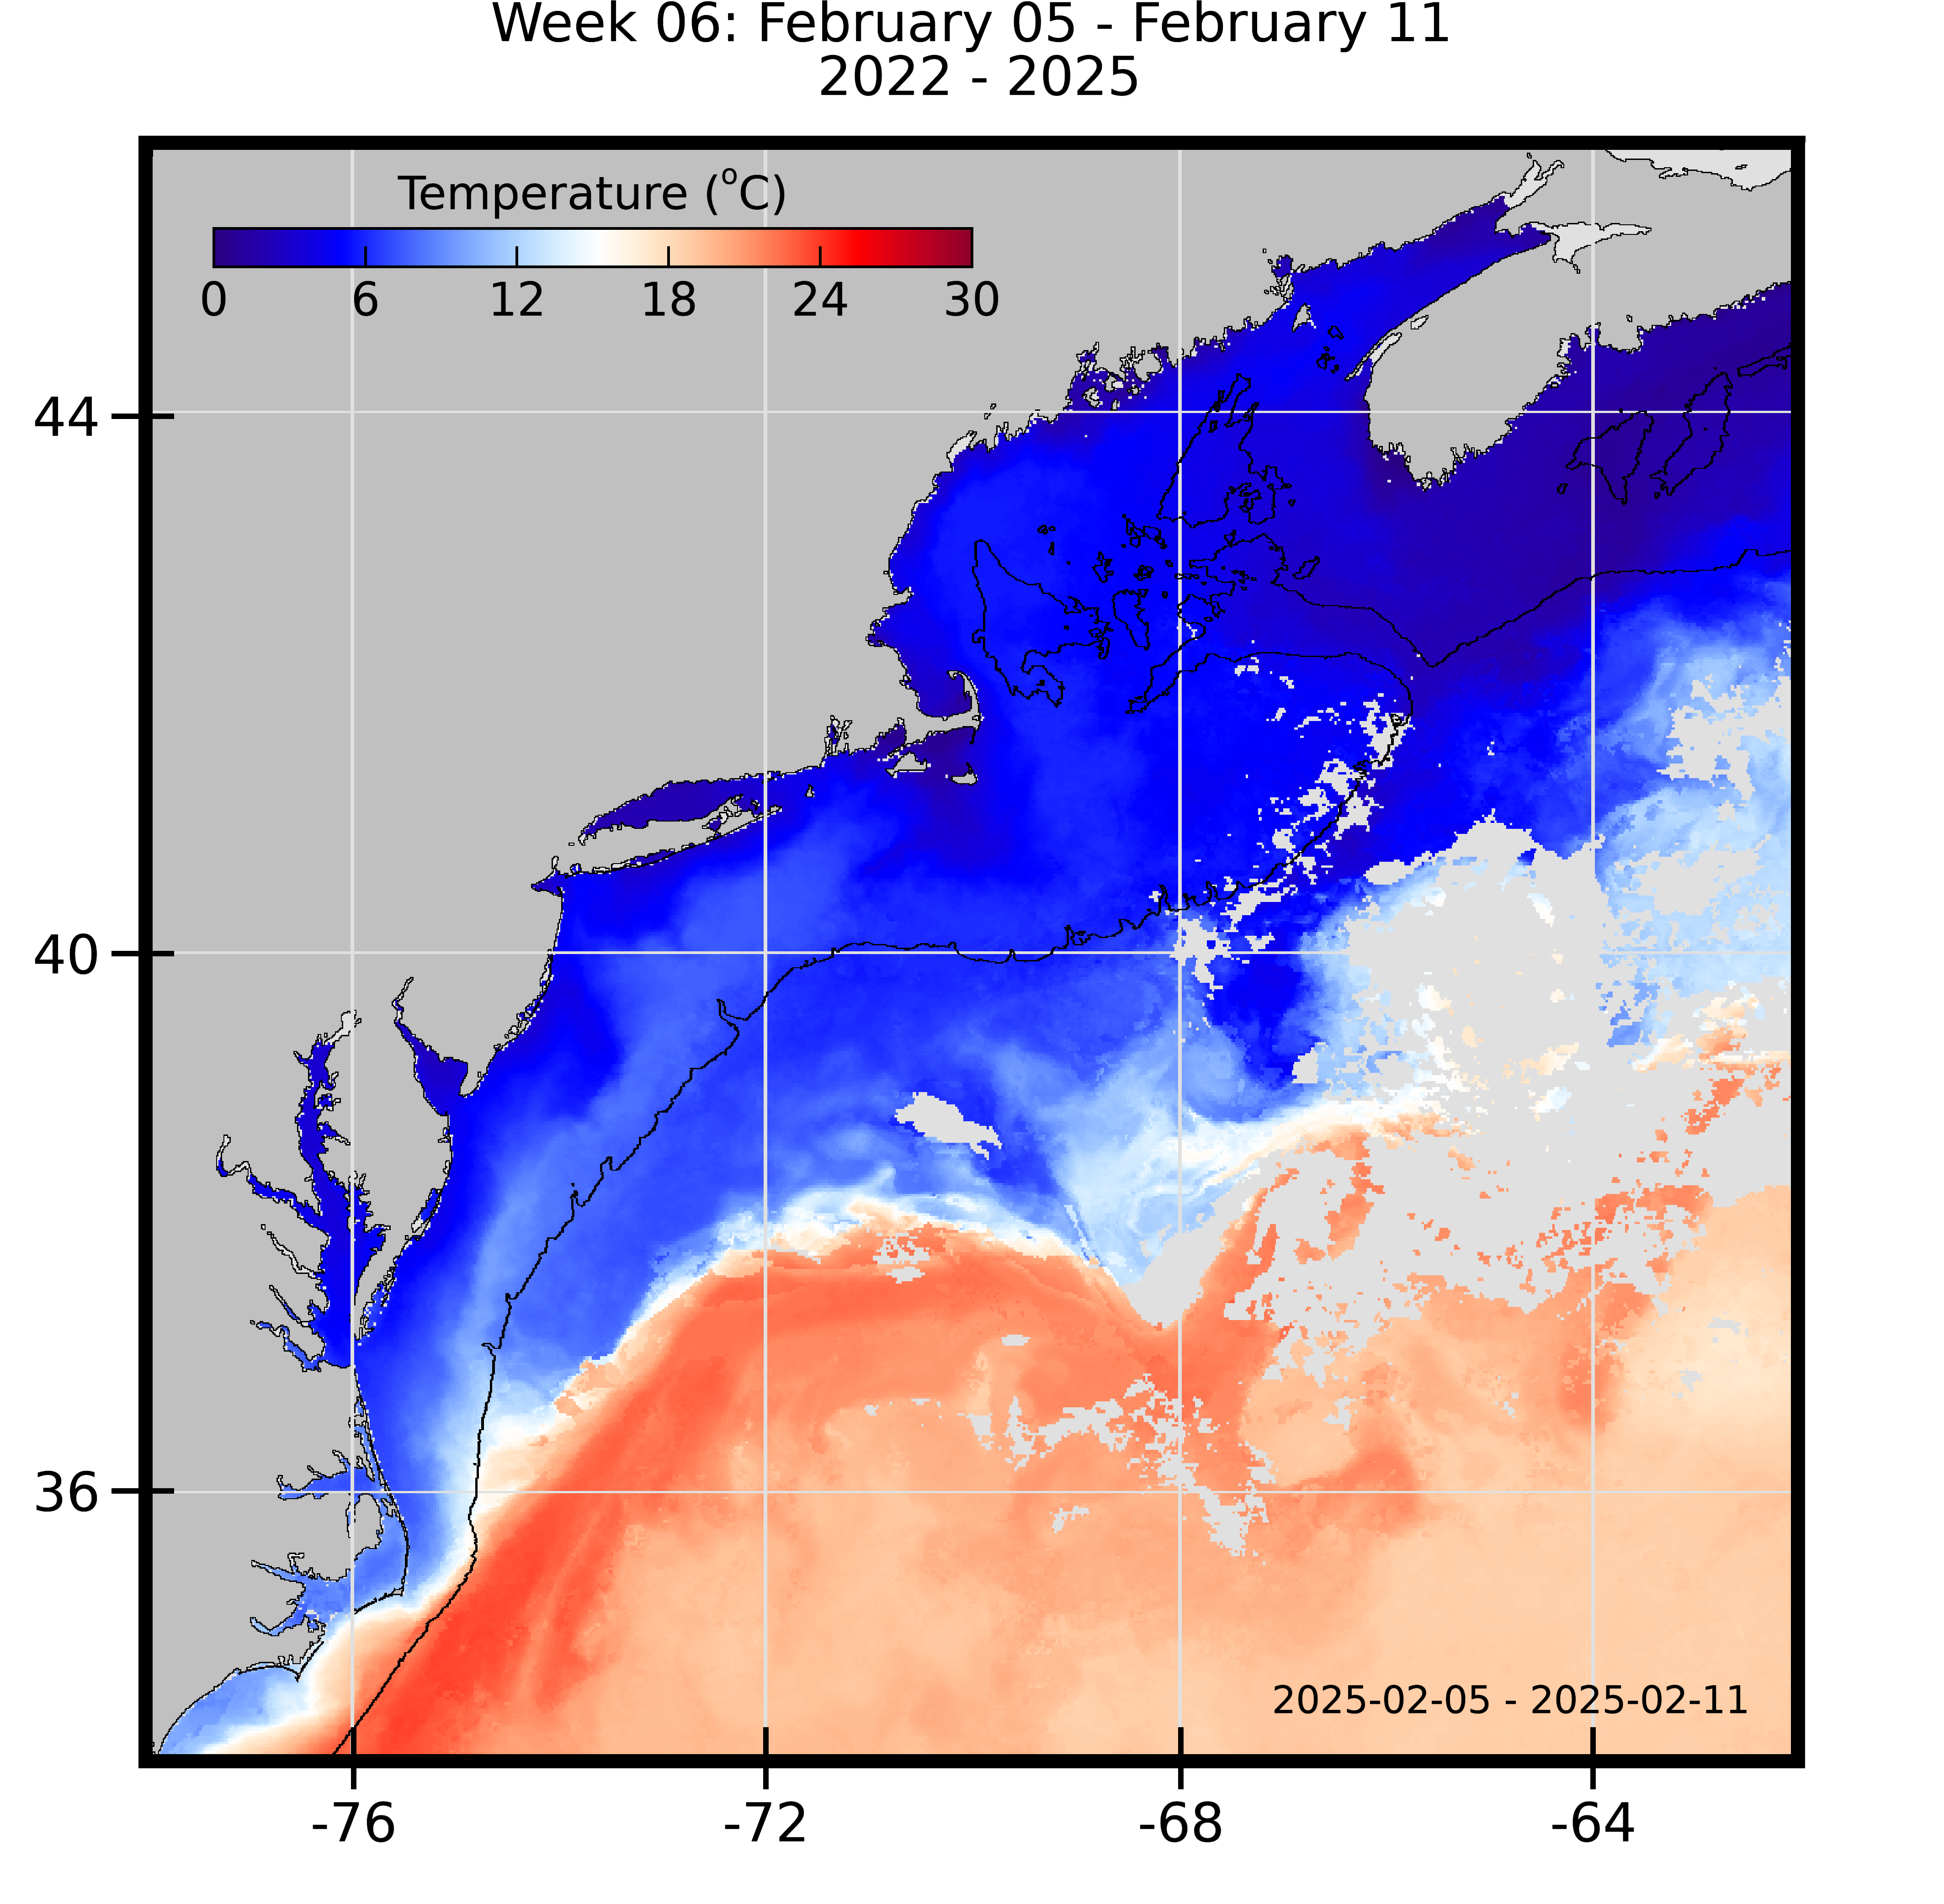 Week 06: February 05 - February 11
2022 - 2025
Temperature (°C)
0 6 12 18 24 30
44
40
36
2025-02-05 - 2025-02-11
-76 -72 -68 -64